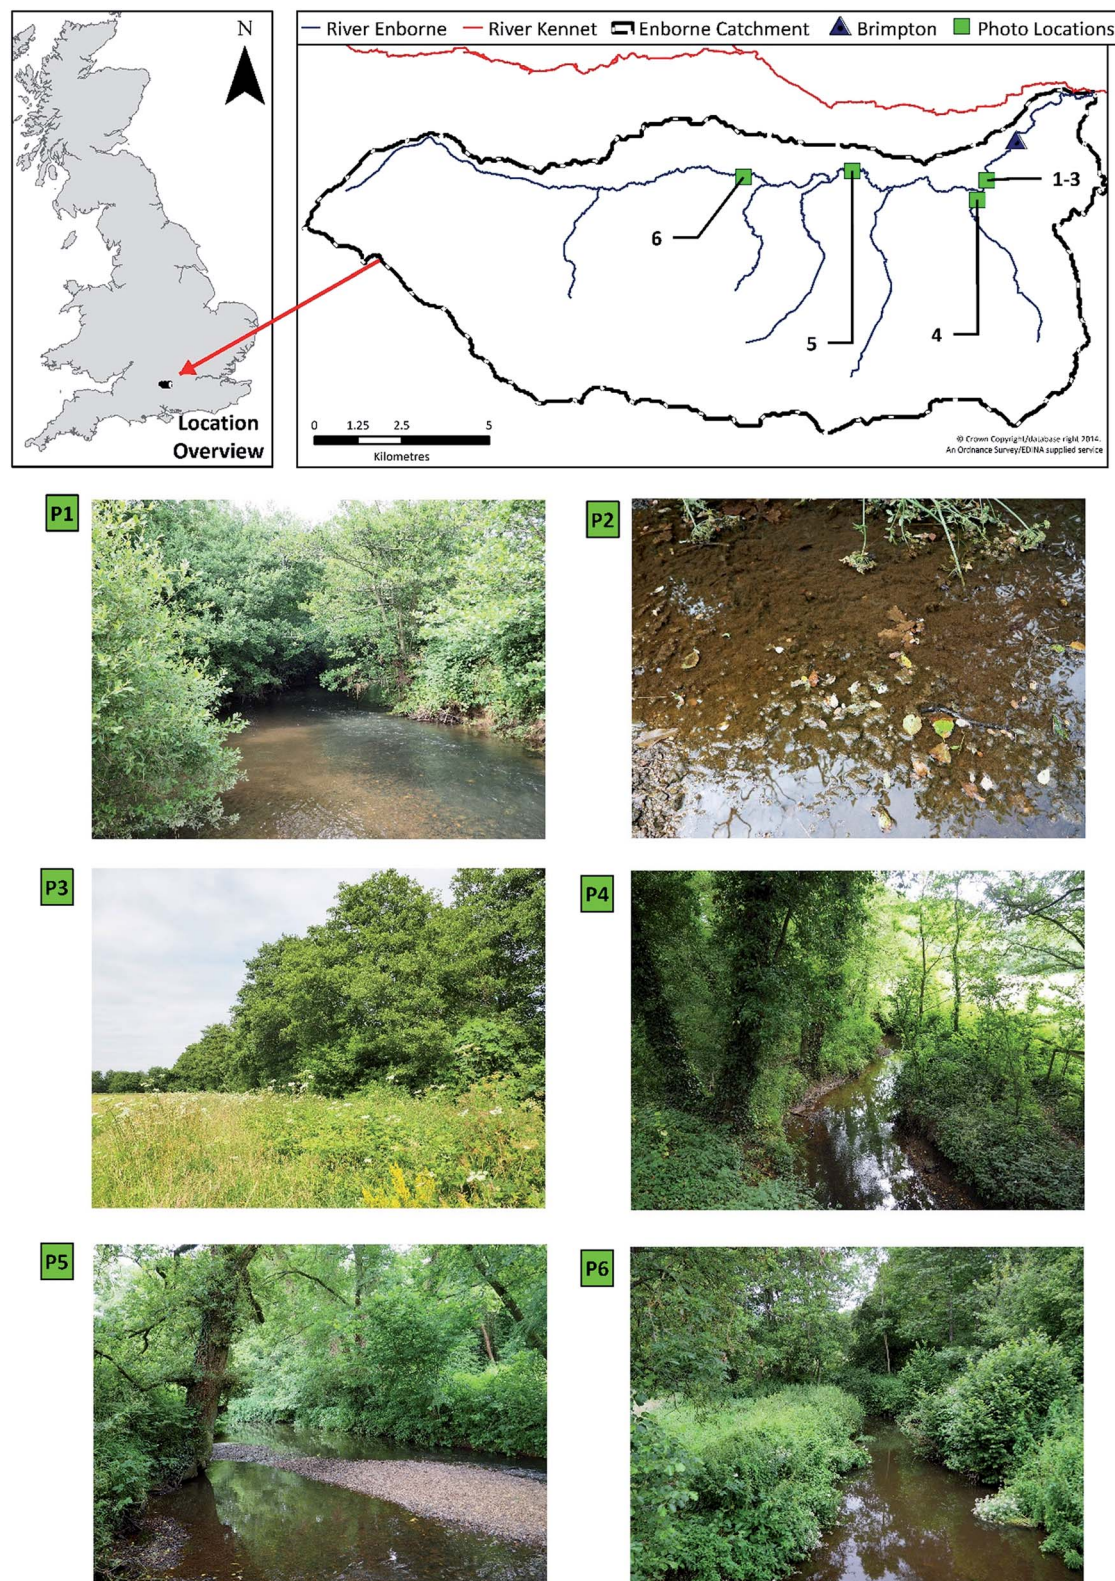 N
Location
Overview
River Enborne River Kennet Enborne Catchment Brimpton Photo Locations
1-3
6
5
4
0 1.25 2.5 5
Kilometres
© Crown Copyright/database right 2014.
An Ordnance Survey/EDINA supplied service
P1
P2
P3
P4
P5
P6